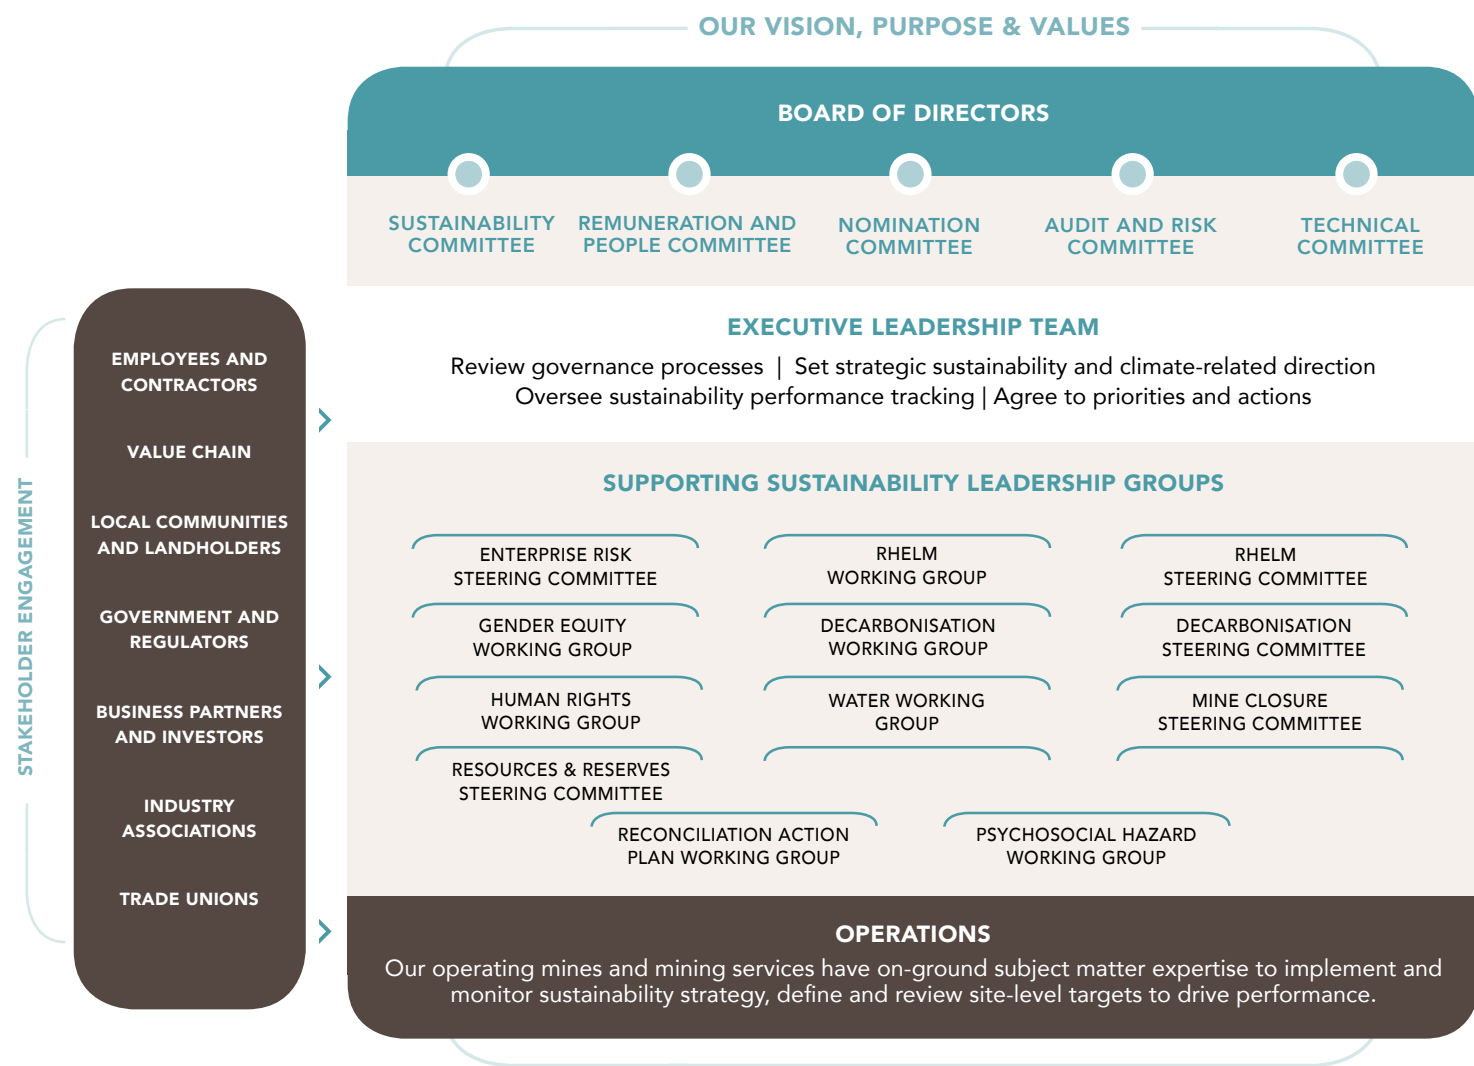 OUR VISION, PURPOSE & VALUES
BOARD OF DIRECTORS
SUSTAINABILITY
COMMITTEE
REMUNERATION AND
PEOPLE COMMITTEE
NOMINATION
COMMITTEE
AUDIT AND RISK
COMMITTEE
TECHNICAL
COMMITTEE
STAKEHOLDER ENGAGEMENT
EMPLOYEES AND
CONTRACTORS
VALUE CHAIN
LOCAL COMMUNITIES
AND LANDHOLDERS
GOVERNMENT AND
REGULATORS
BUSINESS PARTNERS
AND INVESTORS
INDUSTRY
ASSOCIATIONS
TRADE UNIONS
EXECUTIVE LEADERSHIP TEAM
Review governance processes | Set strategic sustainability and climate-related direction
Oversee sustainability performance tracking | Agree to priorities and actions
SUPPORTING SUSTAINABILITY LEADERSHIP GROUPS
ENTERPRISE RISK
STEERING COMMITTEE
RHELM
WORKING GROUP
RHELM
STEERING COMMITTEE
GENDER EQUITY
WORKING GROUP
DECARBONISATION
WORKING GROUP
DECARBONISATION
STEERING COMMITTEE
HUMAN RIGHTS
WORKING GROUP
WATER WORKING
GROUP
MINE CLOSURE
STEERING COMMITTEE
RESOURCES & RESERVES
STEERING COMMITTEE
RECONCILIATION ACTION
PLAN WORKING GROUP
PSYCHOSOCIAL HAZARD
WORKING GROUP
OPERATIONS
Our operating mines and mining services have on-ground subject matter expertise to implement and
monitor sustainability strategy, define and review site-level targets to drive performance.